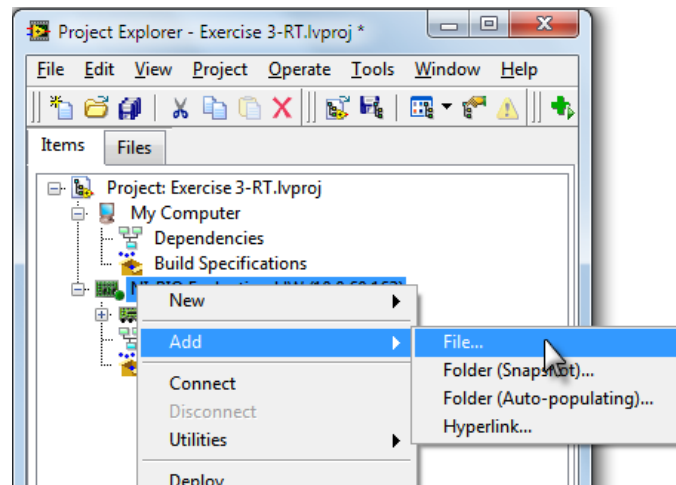 Project Explorer - Exercise 3-RT.lvproj *
File Edit View Project Operate Tools Window Help
Items Files
Project: Exercise 3-RT.lvproj
My Computer
Dependencies
Build Specifications
New
Add
File...
Folder (Snapshot)...
Connect
Folder (Auto-populating)...
Disconnect
Hyperlink...
Utilities
Deploy